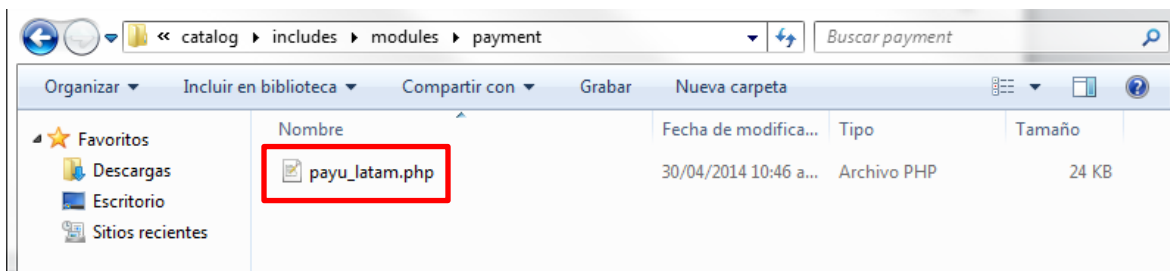 « catalog ▸ includes ▸ modules ▸ payment Buscar payment
Organizar Incluir en biblioteca Compartir con Grabar Nueva carpeta
Favoritos Nombre Fecha de modifica... Tipo Tamaño
Descargas payu_latam.php 30/04/2014 10:46 a... Archivo PHP 24 KB
Escritorio
Sitios recientes